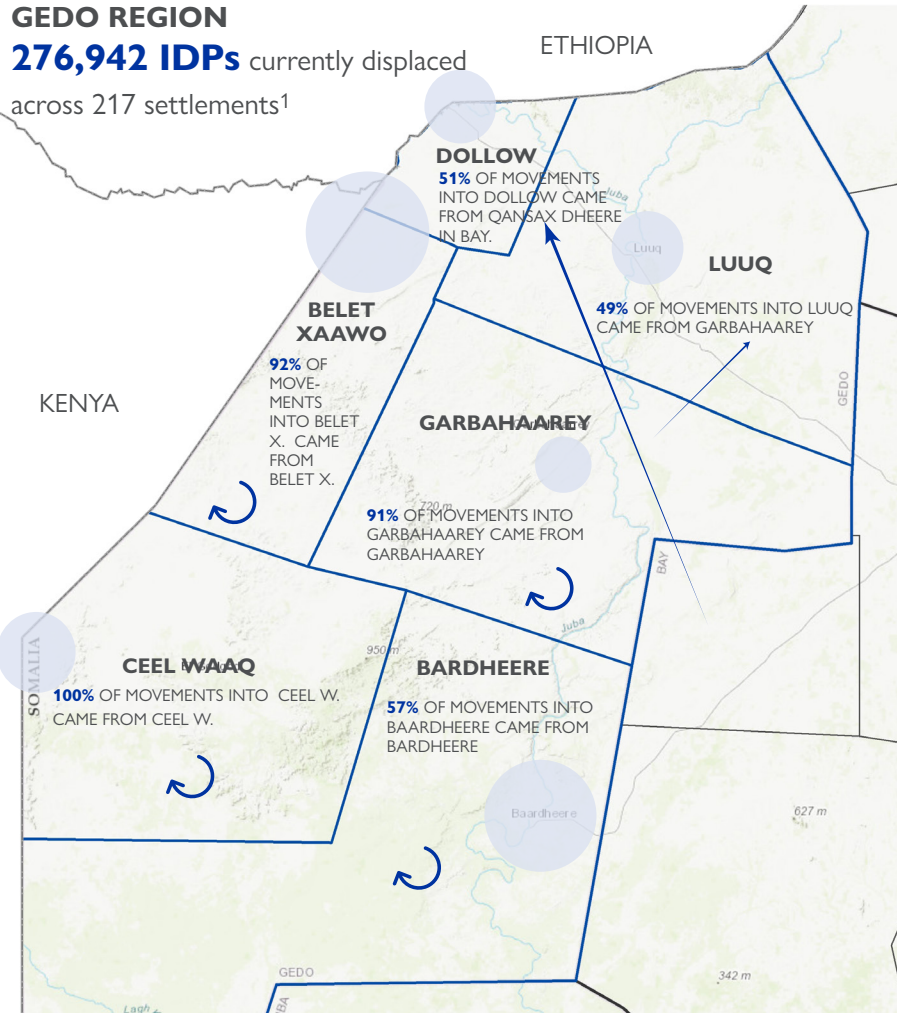 GEDO REGION
276,942 IDPs currently displaced
across 217 settlements1
ETHIOPIA
DOLLOW
51% OF MOVEMENTS
INTO DOLLOW CAME
FROM QANSAX DHEERE
IN BAY.
Juba
Luuq
LUUQ
49% OF MOVEMENTS INTO LUUQ
CAME FROM GARBAHAAREY
BELET
XAAWO
92% OF
MOVE-
MENTS
INTO BELET
X. CAME
FROM
BELET X.
KENYA
GEDO
GARBAHAAREY
720 m
91% OF MOVEMENTS INTO
GARBAHAAREY CAME FROM
GARBAHAAREY
BAY
Juba
950 m
SOMALIA
CEEL WAAQ
100% OF MOVEMENTS INTO CEEL W.
CAME FROM CEEL W.
BARDHEERE
57% OF MOVEMENTS INTO
BAARDHEERE CAME FROM
BARDHEERE
Baardheere
627 m
342 m
GEDO
Lagh